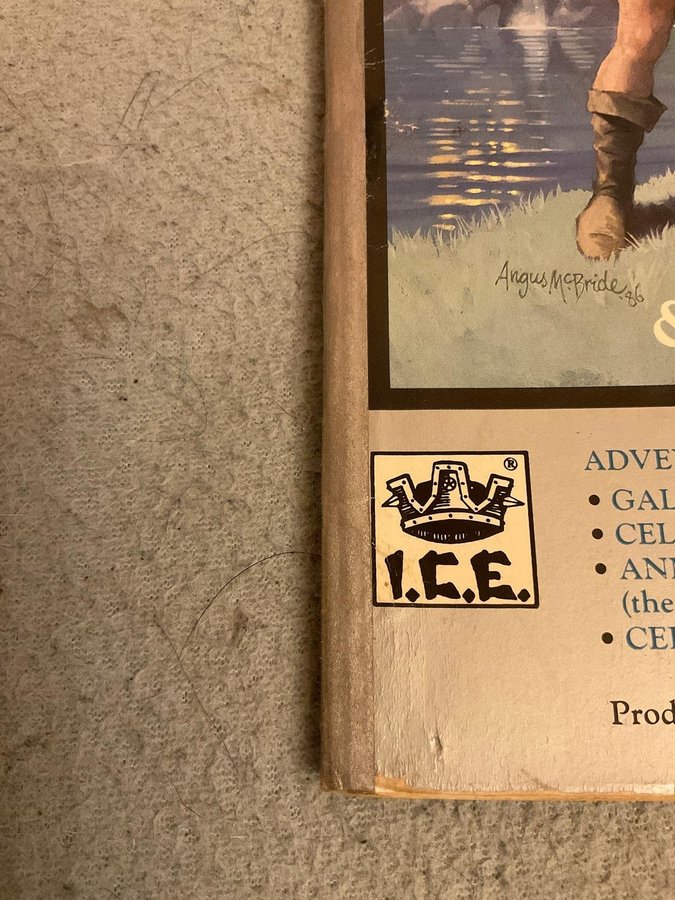 Angus McBride '86
&
®
I.C.E.
ADVE
• GAL
• CEL
• AN
(the
• CE
Prod